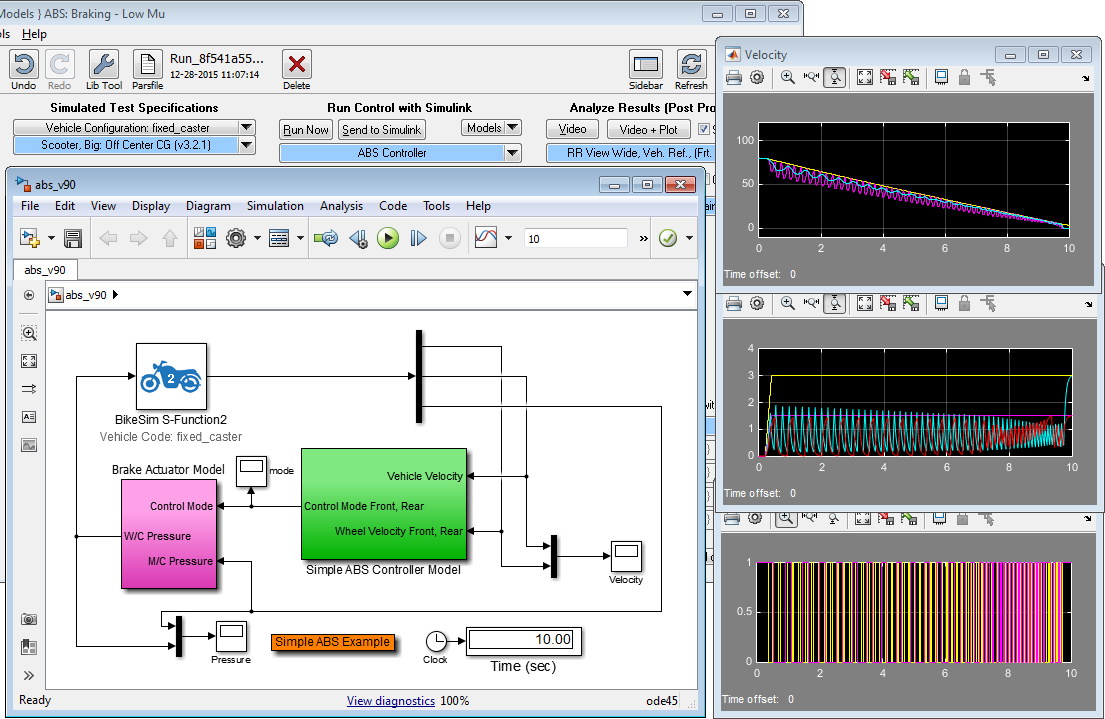 Models } ABS: Braking - Low Mu
ols Help
Undo Redo Lib Tool Parsfile
Run_8f541a55...
12-28-2015 11:07:14
Delete
Sidebar Refresh
Simulated Test Specifications
Vehicle Configuration: fixed_caster
Scooter, Big: Off Center CG (v3.2.1)
Run Control with Simulink
Run Now Send to Simulink Models
ABS Controller
Analyze Results (Post Pro
Video Video + Plot
RR View Wide, Veh. Ref., (Frt.
abs_v90
File Edit View Display Diagram Simulation Analysis Code Tools Help
10
abs_v90
abs_v90
2
BikeSim S-Function2
Vehicle Code: fixed_caster
Brake Actuator Model
mode
Control Mode
W/C Pressure
M/C Pressure
Vehicle Velocity
Control Mode Front, Rear
Wheel Velocity Front, Rear
Simple ABS Controller Model
Velocity
Pressure
Simple ABS Example
Clock
10.00
Time (sec)
Ready
View diagnostics 100%
ode45
Velocity
100
50
0
0 2 4 6 8 10
Time offset: 0
4
3
2
1
0
0 2 4 6 8 10
Time offset: 0
1
0.5
0
0 2 4 6 8 10
Time offset: 0